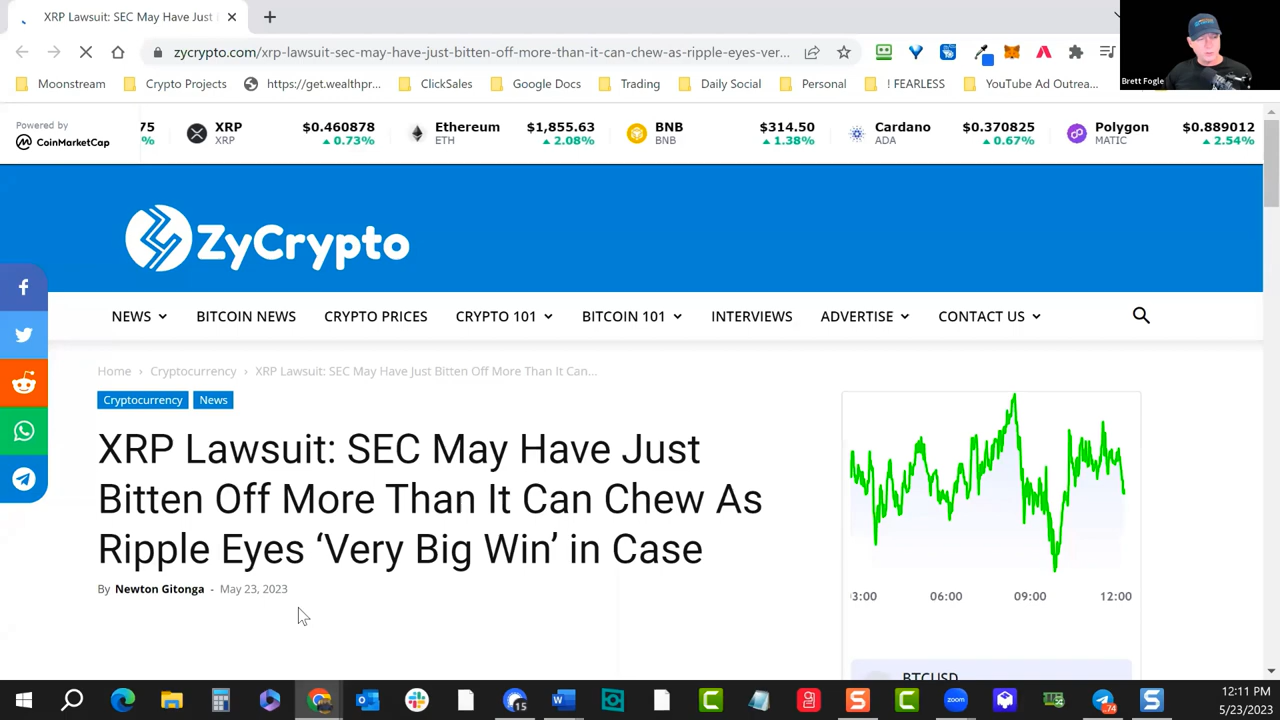 XRP Lawsuit: SEC May Have Just
Brett Fogle
zycrypto.com/xrp-lawsuit-sec-may-have-just-bitten-off-more-than-it-can-chew-as-ripple-eyes-ver...
Moonstream
Crypto Projects
https://get.wealthpr...
ClickSales
Google Docs
Trading
Daily Social
Personal
! FEARLESS
YouTube Ad Outrea...
Powered by
CoinMarketCap
75
%
XRP
XRP
$0.460878
▲ 0.73%
Ethereum
ETH
$1,855.63
▲ 2.08%
BNB
BNB
$314.50
▲ 1.38%
Cardano
ADA
$0.370825
▲ 0.67%
Polygon
MATIC
$0.889012
▲ 2.54%
ZyCrypto
NEWS
BITCOIN NEWS
CRYPTO PRICES
CRYPTO 101
BITCOIN 101
INTERVIEWS
ADVERTISE
CONTACT US
Home › Cryptocurrency › XRP Lawsuit: SEC May Have Just Bitten Off More Than It Can...
Cryptocurrency
News
XRP Lawsuit: SEC May Have Just
Bitten Off More Than It Can Chew As
Ripple Eyes ‘Very Big Win’ in Case
By Newton Gitonga - May 23, 2023
03:00
06:00
09:00
12:00
BTCUSD
15
74
12:11 PM
5/23/2023